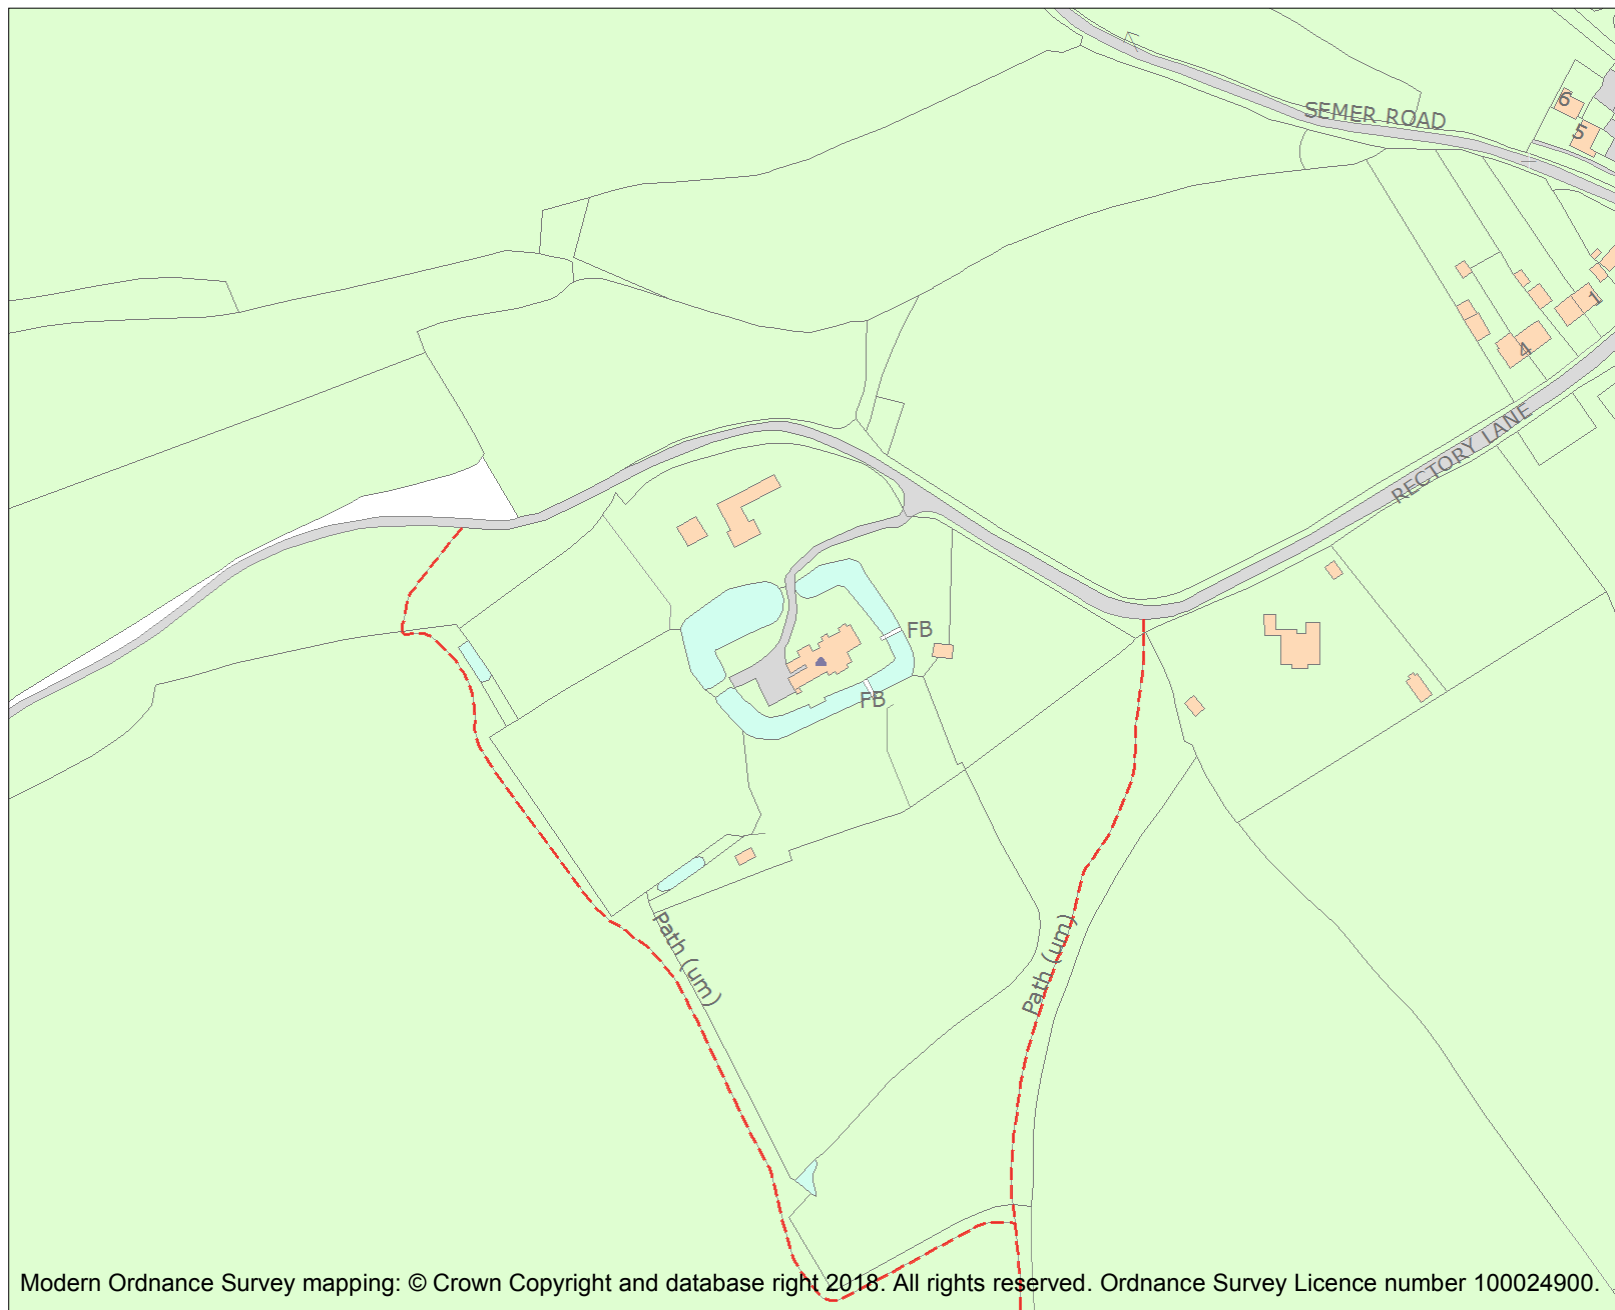 SEMER ROAD
6
5
1
4
RECTORY LANE
FB
FB
Path (um)
Path (um)
Modern Ordnance Survey mapping: © Crown Copyright and database right 2018. All rights reserved. Ordnance Survey Licence number 100024900.